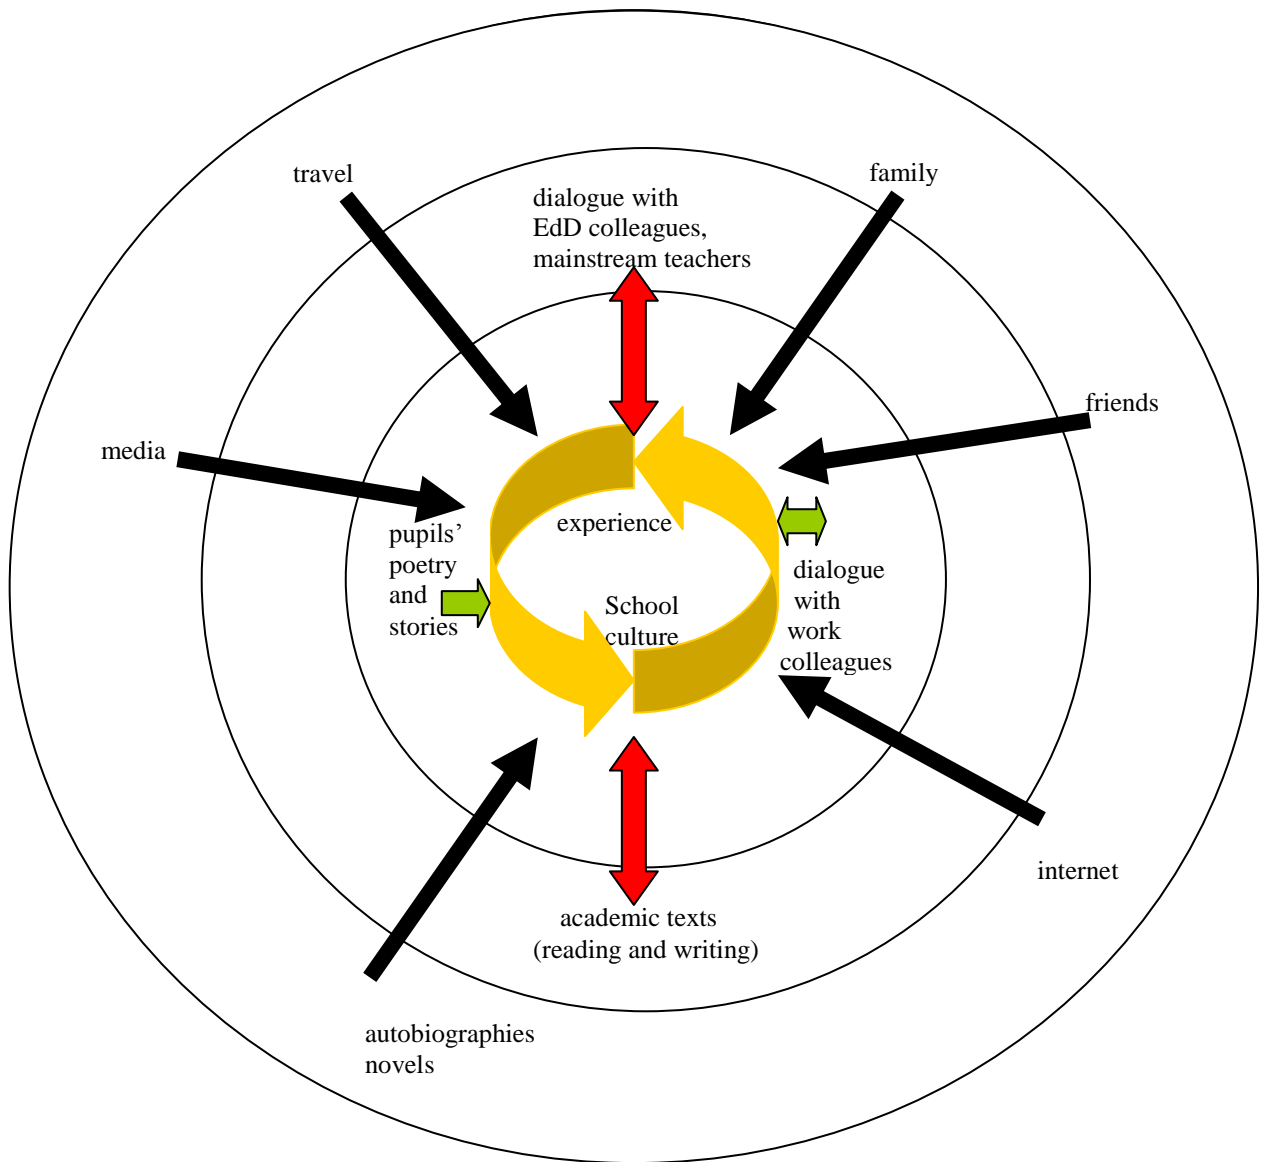 travel
family
dialogue with
EdD colleagues,
mainstream teachers
friends
media
experience
pupils’
poetry
and
stories
dialogue
with
work
colleagues
School
culture
internet
academic texts
(reading and writing)
autobiographies
novels